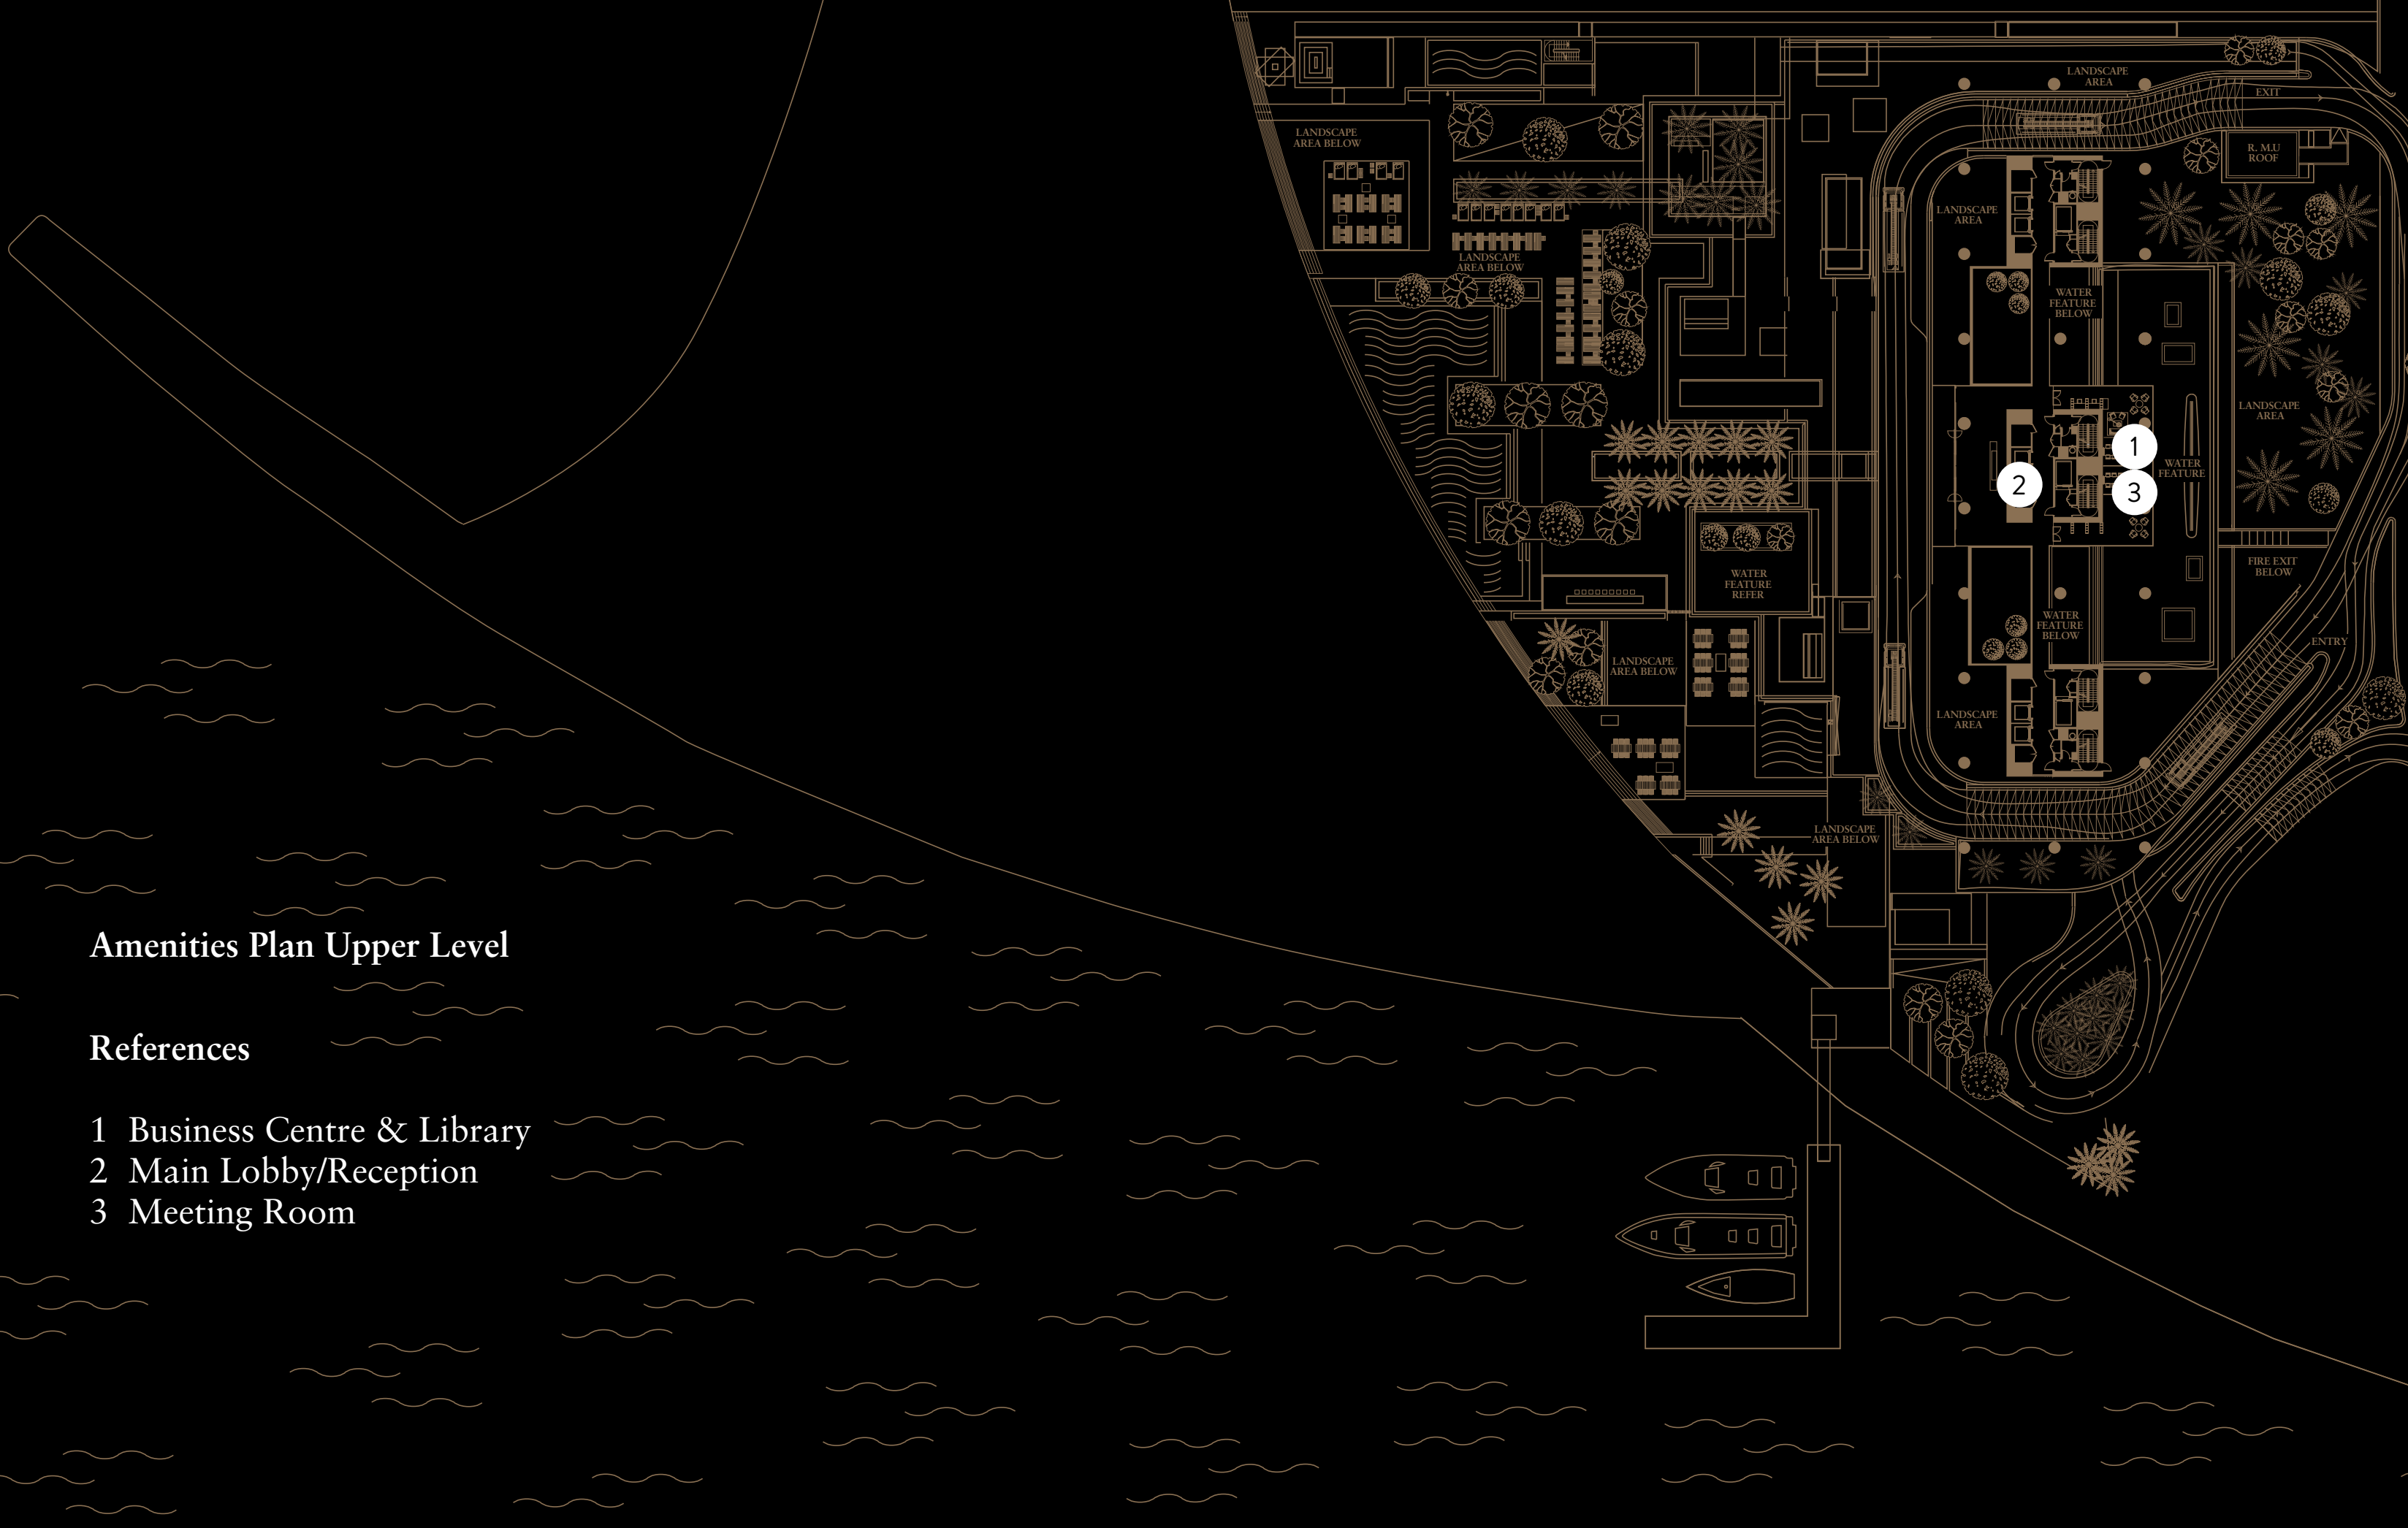 LANDSCAPE
AREA
EXIT
LANDSCAPE
AREA BELOW
R. M.U
ROOF
LANDSCAPE
AREA
LANDSCAPE
AREA BELOW
WATER
FEATURE
BELOW
LANDSCAPE
AREA
1
WATER
FEATURE
2
3
FIRE EXIT
BELOW
WATER
FEATURE
REFER
WATER
FEATURE
BELOW
ENTRY
LANDSCAPE
AREA BELOW
LANDSCAPE
AREA
LANDSCAPE
AREA BELOW
Amenities Plan Upper Level
References
1 Business Centre & Library
2 Main Lobby/Reception
3 Meeting Room